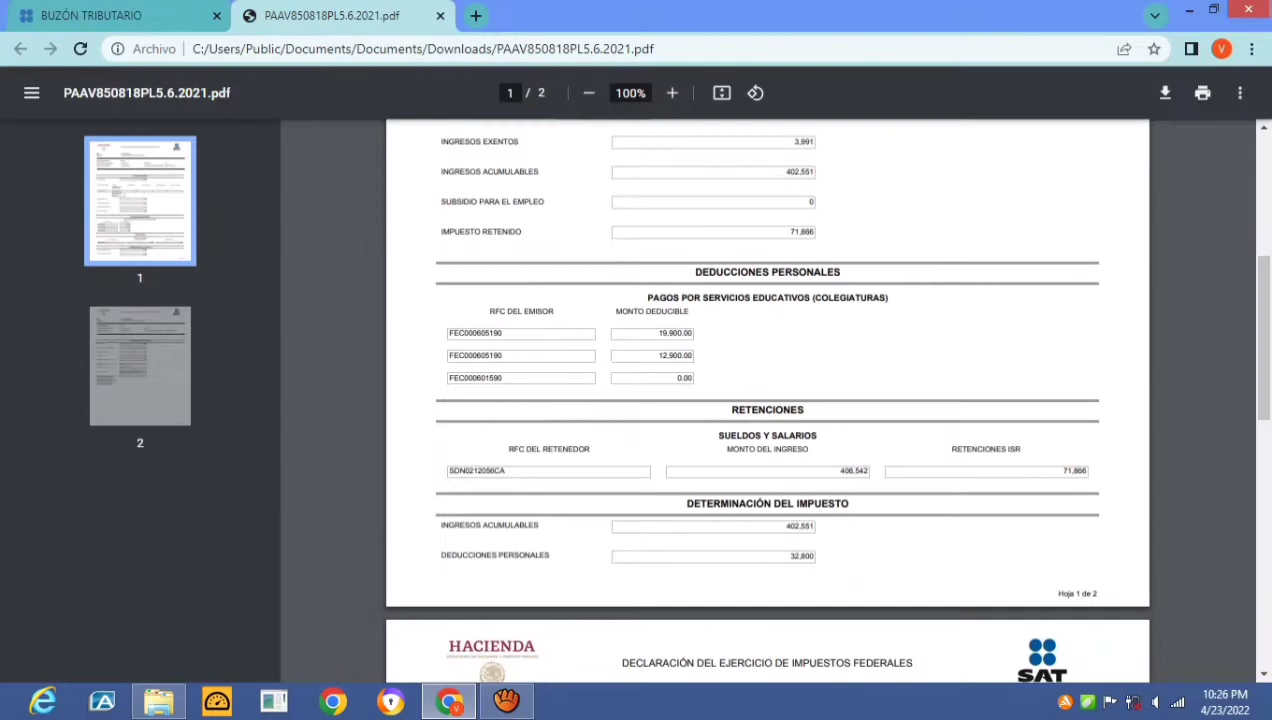 BUZÓN TRIBUTARIO
PAAV850818PL5.6.2021.pdf
Archivo
C:/Users/Public/Documents/Documents/Downloads/PAAV850818PL5.6.2021.pdf
V
PAAV850818PL5.6.2021.pdf
1 / 2
100%
1
2
INGRESOS EXENTOS 3,991
INGRESOS ACUMULABLES 402,551
SUBSIDIO PARA EL EMPLEO 0
IMPUESTO RETENIDO 71,866
DEDUCCIONES PERSONALES
PAGOS POR SERVICIOS EDUCATIVOS (COLEGIATURAS)
RFC DEL EMISOR MONTO DEDUCIBLE
FEC000605190 19,900.00
FEC000605190 12,900.00
FEC000601590 0.00
RETENCIONES
SUELDOS Y SALARIOS
RFC DEL RETENEDOR MONTO DEL INGRESO RETENCIONES ISR
SDN0212056CA 406,542 71,866
DETERMINACIÓN DEL IMPUESTO
INGRESOS ACUMULABLES 402,551
DEDUCCIONES PERSONALES 32,800
Hoja 1 de 2
HACIENDA
DECLARACIÓN DEL EJERCICIO DE IMPUESTOS FEDERALES
SAT
10:26 PM
4/23/2022